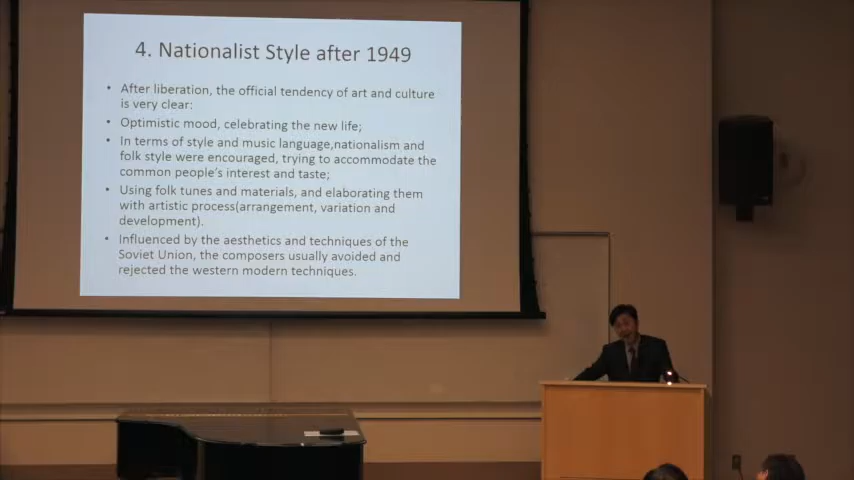 4. Nationalist Style after 1949
• After liberation, the official tendency of art and culture
is very clear:
• Optimistic mood, celebrating the new life;
• In terms of style and music language,nationalism and
folk style were encouraged, trying to accommodate the
common people's interest and taste;
• Using folk tunes and materials, and elaborating them
with artistic process(arrangement, variation and
development).
• Influenced by the aesthetics and techniques of the
Soviet Union, the composers usually avoided and
rejected the western modern techniques.